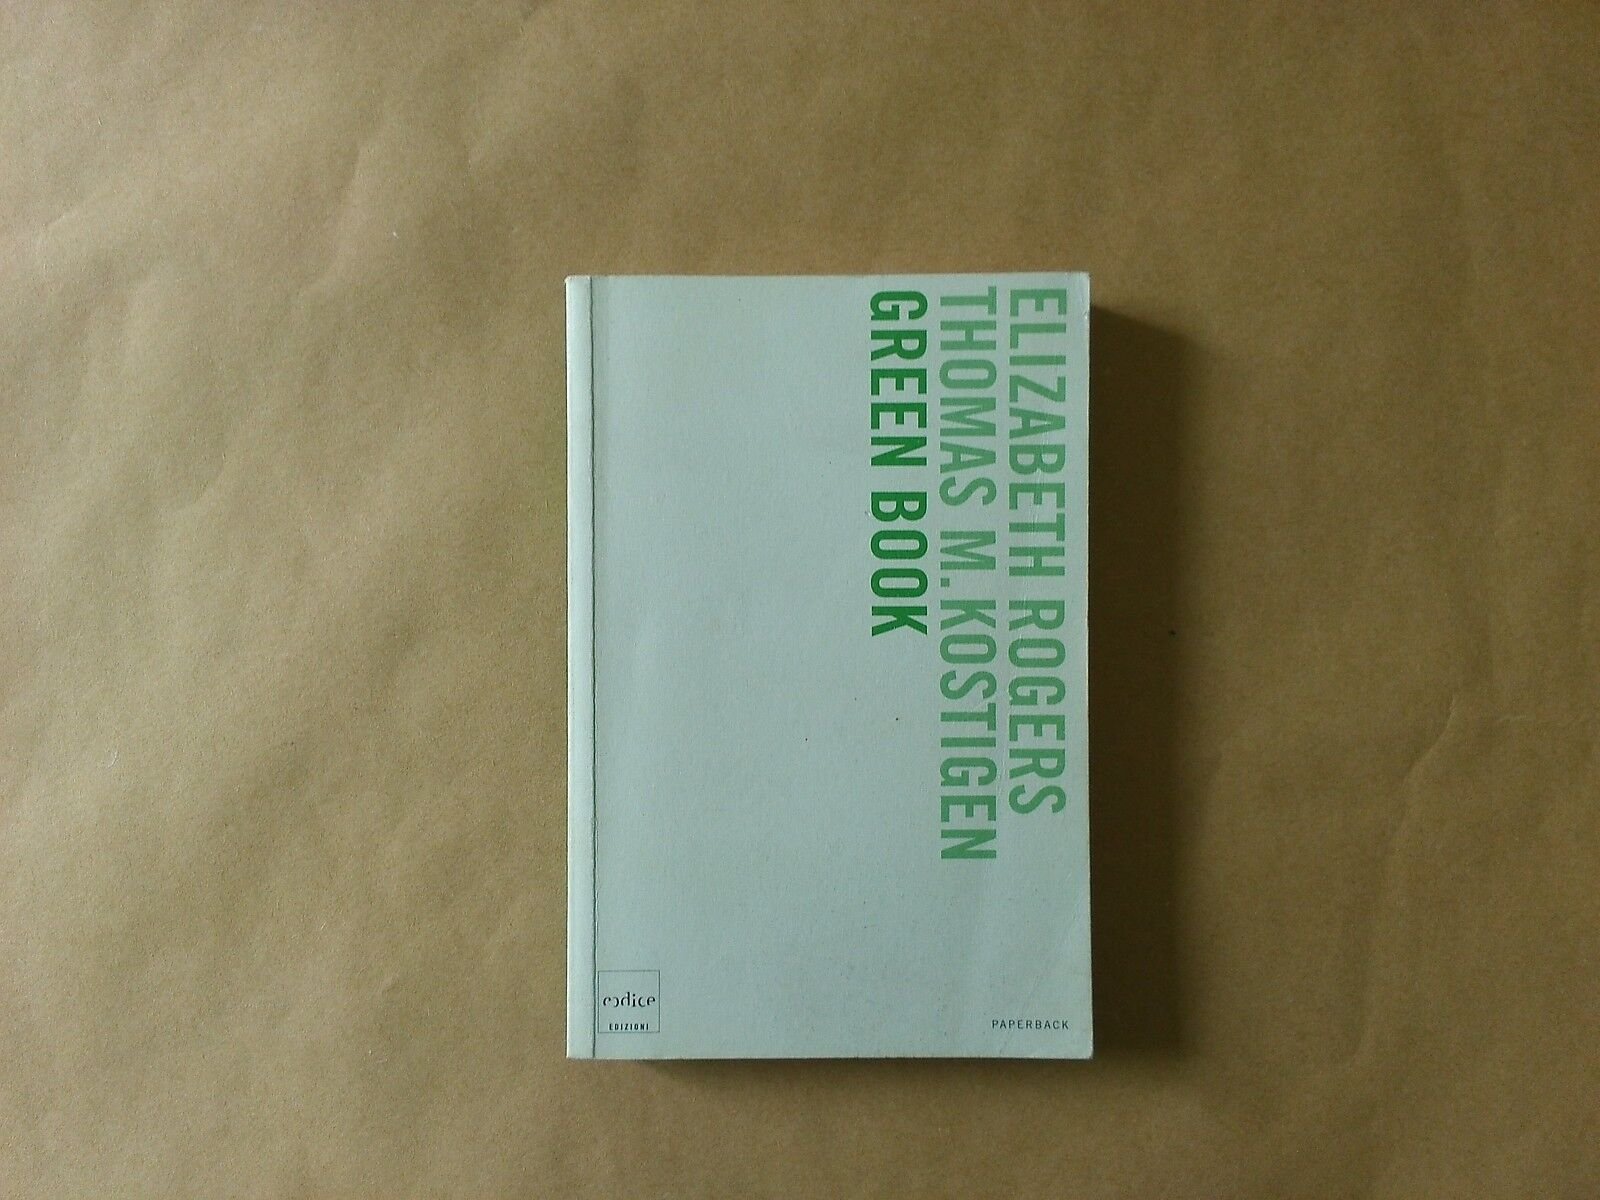 ELIZABETH ROGERS
THOMAS M. KOSTIGEN
GREEN BOOK
codice
EDIZIONI
PAPERBACK